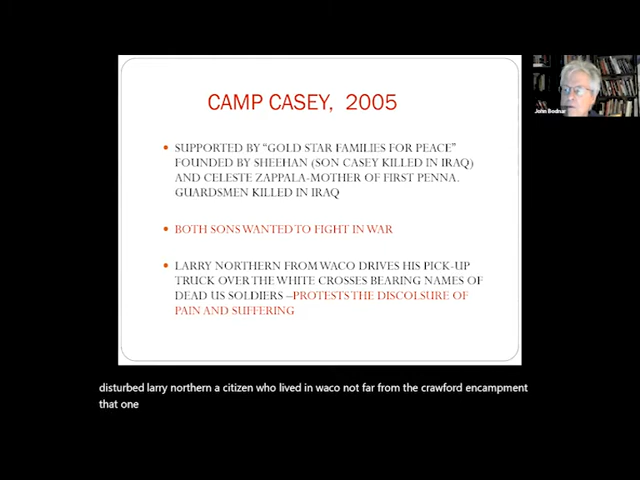 CAMP CASEY, 2005
• SUPPORTED BY "GOLD STAR FAMILIES FOR PEACE"
FOUNDED BY SHEEHAN (SON CASEY KILLED IN IRAQ)
AND CELESTE ZAPPALA-MOTHER OF FIRST PENNA.
GUARDSMEN KILLED IN IRAQ
• BOTH SONS WANTED TO FIGHT IN WAR
• LARRY NORTHERN FROM WACO DRIVES HIS PICK-UP
TRUCK OVER THE WHITE CROSSES BEARING NAMES OF
DEAD US SOLDIERS –PROTESTS THE DISCOLSURE OF
PAIN AND SUFFERING
John Bodnar
disturbed larry northern a citizen who lived in waco not far from the crawford encampment
that one